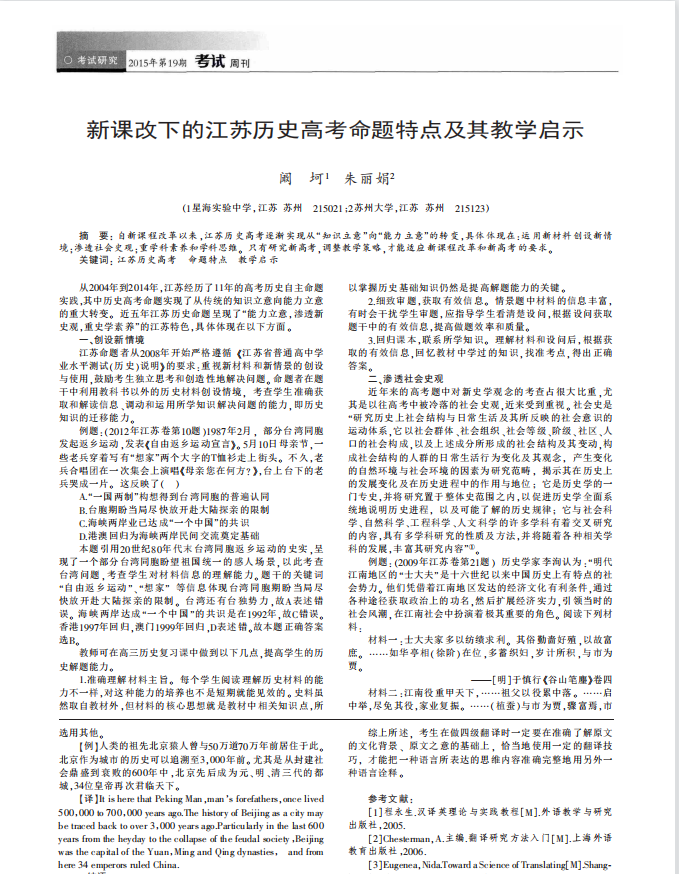 ○ 考试研究 2015年第19期 考试 周刊
新课改下的江苏历史高考命题特点及其教学启示
阚 坷¹ 朱丽娟²
(1星海实验中学,江苏 苏州 215021;2苏州大学,江苏 苏州 215123)
摘 要:自新课程改革以来,江苏历史高考逐渐实现从“知识立意”向“能力立意”的转变,具体体现在:运用新材料创设新情
境;渗透社会史观;重学科素养和学科思维。只有研究新高考,调整教学策略,才能适应新课程改革和新高考的要求。
关键词:江苏历史高考 命题特点 教学启示
从2004年到2014年,江苏经历了11年的高考历史自主命题
实践,其中历史高考命题实现了从传统的知识立意向能力立意
的重大转变。近五年江苏历史命题呈现了“能力立意,渗透新
史观,重史学素养”的江苏特色,具体体现在以下方面。
一、创设新情境
江苏命题者从2008年开始严格遵循《江苏省普通高中学
业水平测试(历史)说明》的要求:重视新材料和新情景的创设
与使用,鼓励考生独立思考和创造性地解决问题。命题者在题
干中利用教科书以外的历史材料创设情境,考查学生准确获
取和解读信息、调动和运用所学知识解决问题的能力,即历史
知识的迁移能力。
例题:(2012年江苏卷第10题)1987年2月,部分台湾同胞
发起返乡运动,发表《自由返乡运动宣言》。5月10日母亲节,一
些老兵穿着写有“想家”两个大字的T恤衫走上街头。不久,老
兵合唱团在一次集会上演唱《母亲您在何方?》,台上台下的老
兵哭成一片。这反映了( )
A.“一国两制”构想得到台湾同胞的普遍认同
B.台胞期盼当局尽快放开赴大陆探亲的限制
C.海峡两岸业已达成“一个中国”的共识
D.港澳回归为海峡两岸民间交流奠定基础
本题引用20世纪80年代末台湾同胞返乡运动的史实,呈
现了一个部分台湾同胞盼望祖国统一的感人场景,以此考查
台湾问题,考查学生对材料信息的理解能力。题干的关键词
“自由返乡运动”、“想家” 等信息体现台湾同胞期盼当局尽
快放开赴大陆探亲的限制。台湾还有台独势力,故A表述错
误。海峡两岸达成“一个中国”的共识是在1992年,故C错误。
香港1997年回归,澳门1999年回归,D表述错。故本题正确答案
选B。
教师可在高三历史复习课中做到以下几点,提高学生的历
史解题能力。
1.准确理解材料主旨。每个学生阅读理解历史材料的能
力不一样,对这种能力的培养也不是短期就能见效的。史料虽
然取自教材外,但材料的核心思想就是教材中相关知识点,所
以掌握历史基础知识仍然是提高解题能力的关键。
2.细致审题,获取有效信息。情景题中材料的信息丰富,
有时会干扰学生审题,应指导学生看清楚设问,根据设问获取
题干中的有效信息,提高做题效率和质量。
3.回归课本,联系所学知识。理解材料和设问后,根据获
取的有效信息,回忆教材中学过的知识,找准考点,得出正确
答案。
二、渗透社会史观
近年来的高考题中对新史学观念的考查占很大比重,尤
其是以往高考中被冷落的社会史观,近来受到重视。社会史是
“研究历史上社会结构与日常生活及其所反映的社会意识的
运动体系,它以社会群体、社会组织、社会等级、阶级、社区、人
口的社会构成,以及上述成分所形成的社会结构及其变动,构
成社会结构的人群的日常生活行为变化及其观念,产生变化
的自然环境与社会环境的因素为研究范畴,揭示其在历史上
的发展变化及在历史进程中的作用与地位;它是历史学的一
门专史,并将研究置于整体史范围之内,以促进历史学全面系
统地说明历史进程,以及可能了解的历史规律;它与社会科
学、自然科学、工程科学、人文科学的许多学科有着交叉研究
的内容,具有多学科研究的性质及方法,并将随着各种相关学
科的发展,丰富其研究内容”①。
例题:(2009年江苏卷第21题)历史学家李洵认为:“明代
江南地区的“士大夫”是十六世纪以来中国历史上有特点的社
会势力。他们凭借着江南地区发达的经济文化有利条件,通过
各种途径获取政治上的功名,然后扩展经济实力,引领当时的
社会风潮,在江南社会中扮演着极其重要的角色。阅读下列材
料:
材料一:士大夫家多以纺绩求利。其俗勤啬好殖,以故富
庶。……如华亭相(徐阶)在位,多蓄织妇,岁计所积,与市为
贾。
——[明]于慎行《谷山笔麈》卷四
材料二:江南役重甲天下,……祖父以役累中落。……启
中举,尽免其役,家业复振。……(植蚕)与市为贾,骤富焉,市
选用其他。
【例】人类的祖先北京猿人曾与50万道70万年前居住于此。
北京作为城市的历史可以追溯至3,000年前。尤其是从封建社
会鼎盛到衰败的600年中,北京先后成为元、明、清三代的都
城,34位皇帝再次君临天下。
【译】It is here that Peking Man,man's forefathers,once lived
500,000 to 700,000 years ago.The history of Beijing as a city may
be traced back to over 3,000 years ago.Particularly in the last 600
years from the heyday to the collapse of the feudal society,Beijing
was the capital of the Yuan,Ming and Qing dynasties, and from
here 34 emperors ruled China.
综上所述,考生在做四级翻译时一定要在准确了解原文
的文化背景、原文之意的基础上,恰当地使用一定的翻译技
巧,才能把一种语言所表达的思维内容准确完整地用另外一
种语言诠释。
参考文献:
[1]程永生.汉译英理论与实践教程[M].外语教学与研究
出版社,2005.
[2]Chesterman,A.主编.翻译研究方法入门[M].上海外语
教育出版社,2006.
[3]Eugenea,Nida.Toward a Science of Translating[M].Shang-